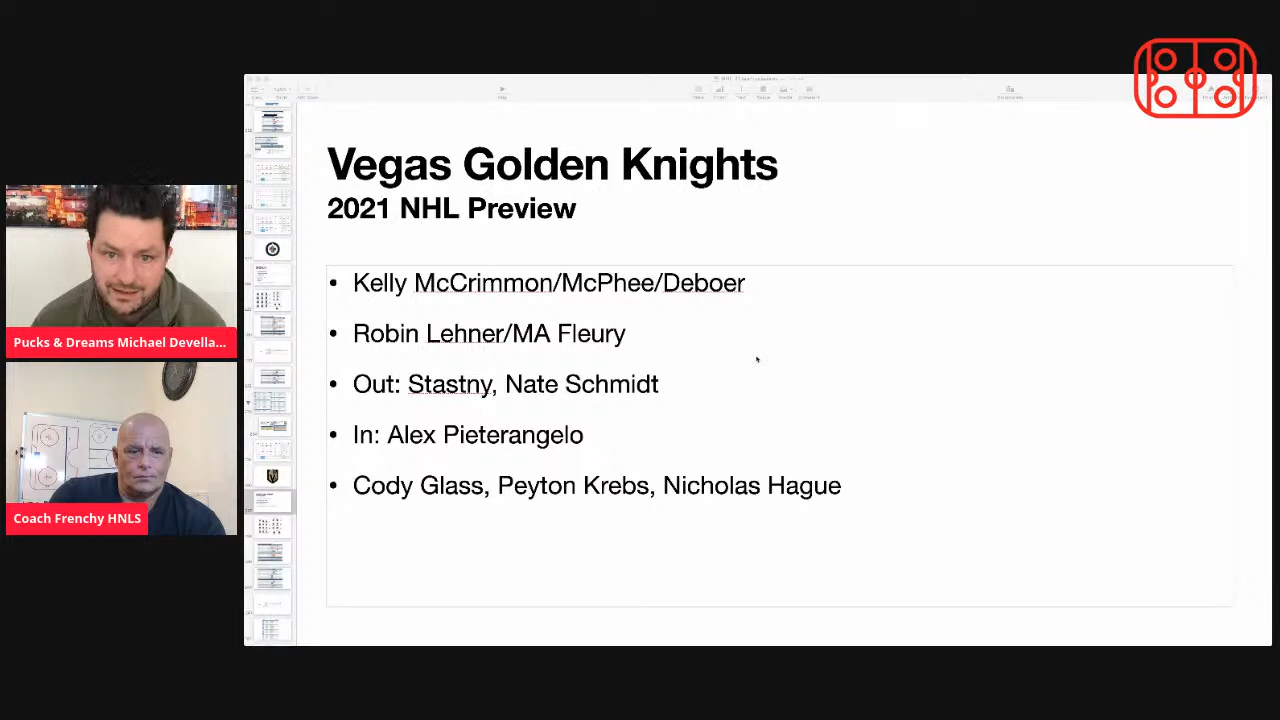 Vegas Golden Knights
2021 NHL Preview
• Kelly McCrimmon/McPhee/Deboer
• Robin Lehner/MA Fleury
• Out: Stastny, Nate Schmidt
• In: Alex Pieterangelo
• Cody Glass, Peyton Krebs, Nicholas Hague
Pucks & Dreams Michael Devella...
Coach Frenchy HNLS